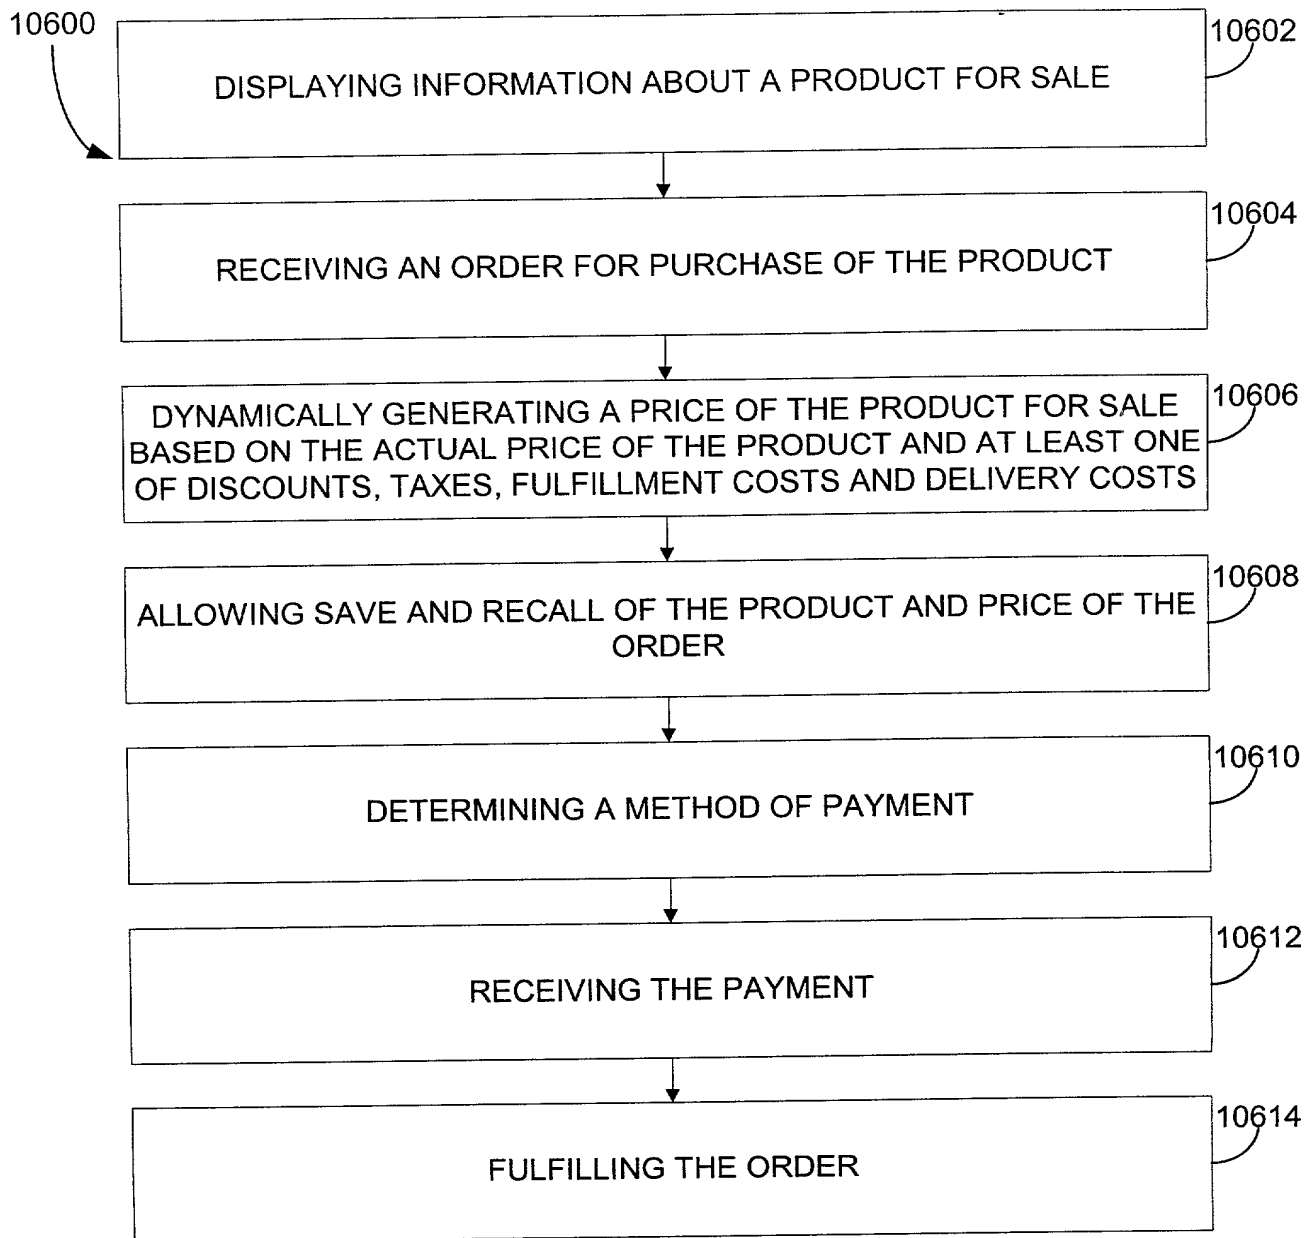 10600
10602
DISPLAYING INFORMATION ABOUT A PRODUCT FOR SALE
10604
RECEIVING AN ORDER FOR PURCHASE OF THE PRODUCT
10606
DYNAMICALLY GENERATING A PRICE OF THE PRODUCT FOR SALE
BASED ON THE ACTUAL PRICE OF THE PRODUCT AND AT LEAST ONE
OF DISCOUNTS, TAXES, FULFILLMENT COSTS AND DELIVERY COSTS
10608
ALLOWING SAVE AND RECALL OF THE PRODUCT AND PRICE OF THE
ORDER
10610
DETERMINING A METHOD OF PAYMENT
10612
RECEIVING THE PAYMENT
10614
FULFILLING THE ORDER